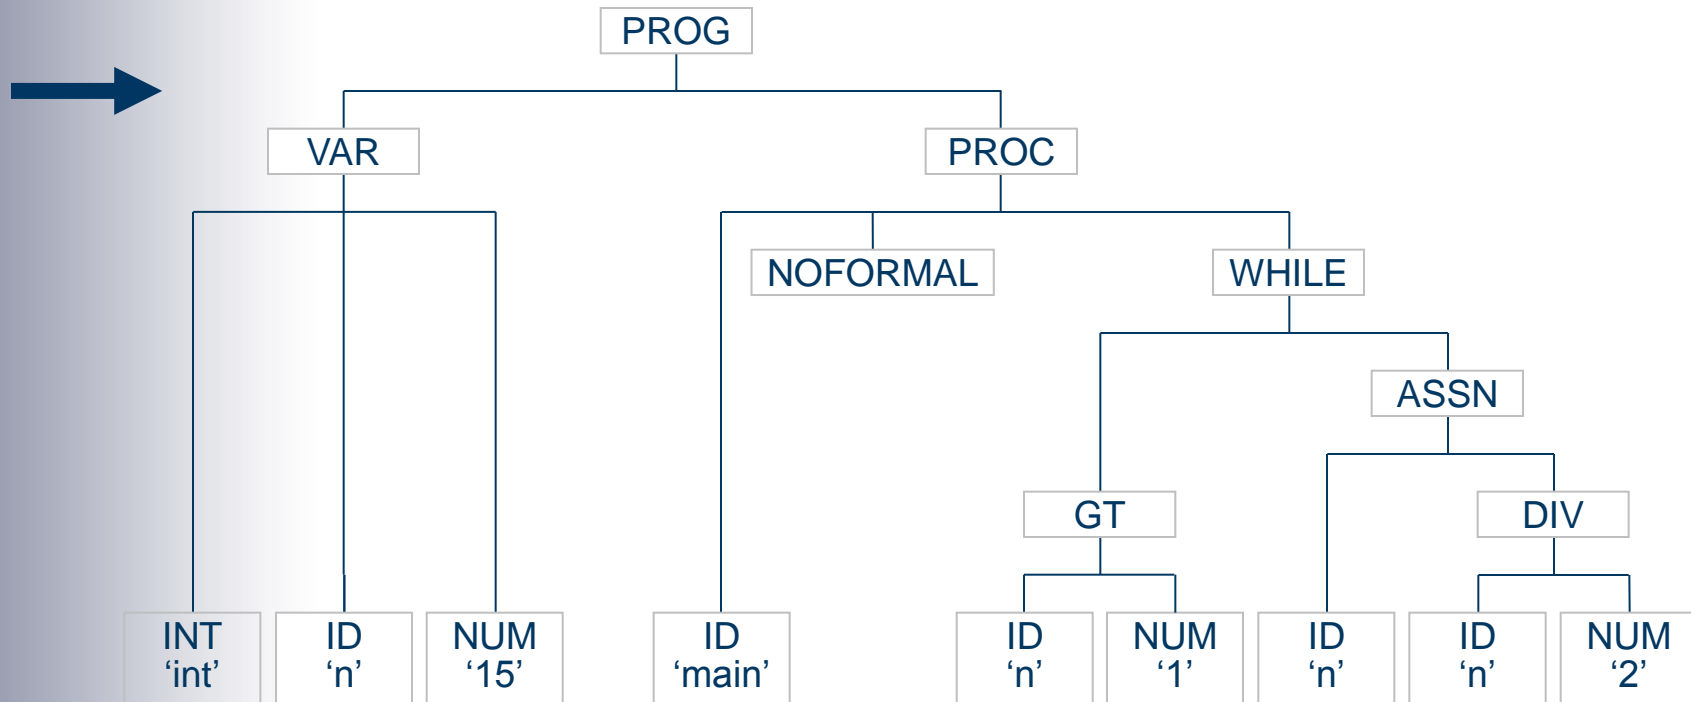 PROG
VAR
PROC
NOFORMAL
WHILE
ASSN
GT
DIV
INT
‘int’
ID
‘n’
NUM
‘15’
ID
‘main’
ID
‘n’
NUM
‘1’
ID
‘n’
ID
‘n’
NUM
‘2’